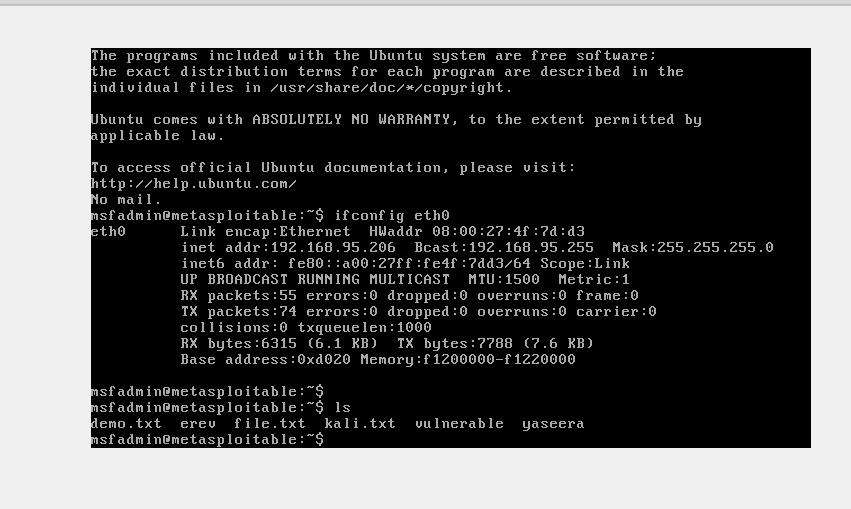 The programs included with the Ubuntu system are free software;
the exact distribution terms for each program are described in the
individual files in /usr/share/doc/*/copyright.
Ubuntu comes with ABSOLUTELY NO WARRANTY, to the extent permitted by
applicable law.
To access official Ubuntu documentation, please visit:
http://help.ubuntu.com/
No mail.
msfadmin@metasploitable:~$ ifconfig eth0
eth0      Link encap:Ethernet  HWaddr 08:00:27:4f:7d:d3
          inet addr:192.168.95.206  Bcast:192.168.95.255  Mask:255.255.255.0
          inet6 addr: fe80::a00:27ff:fe4f:7dd3/64 Scope:Link
          UP BROADCAST RUNNING MULTICAST  MTU:1500  Metric:1
          RX packets:55 errors:0 dropped:0 overruns:0 frame:0
          TX packets:74 errors:0 dropped:0 overruns:0 carrier:0
          collisions:0 txqueuelen:1000
          RX bytes:6315 (6.1 KB)  TX bytes:7788 (7.6 KB)
          Base address:0xd020 Memory:f1200000-f1220000
msfadmin@metasploitable:~$
msfadmin@metasploitable:~$ ls
demo.txt  erev  file.txt  kali.txt  vulnerable  yaseera
msfadmin@metasploitable:~$